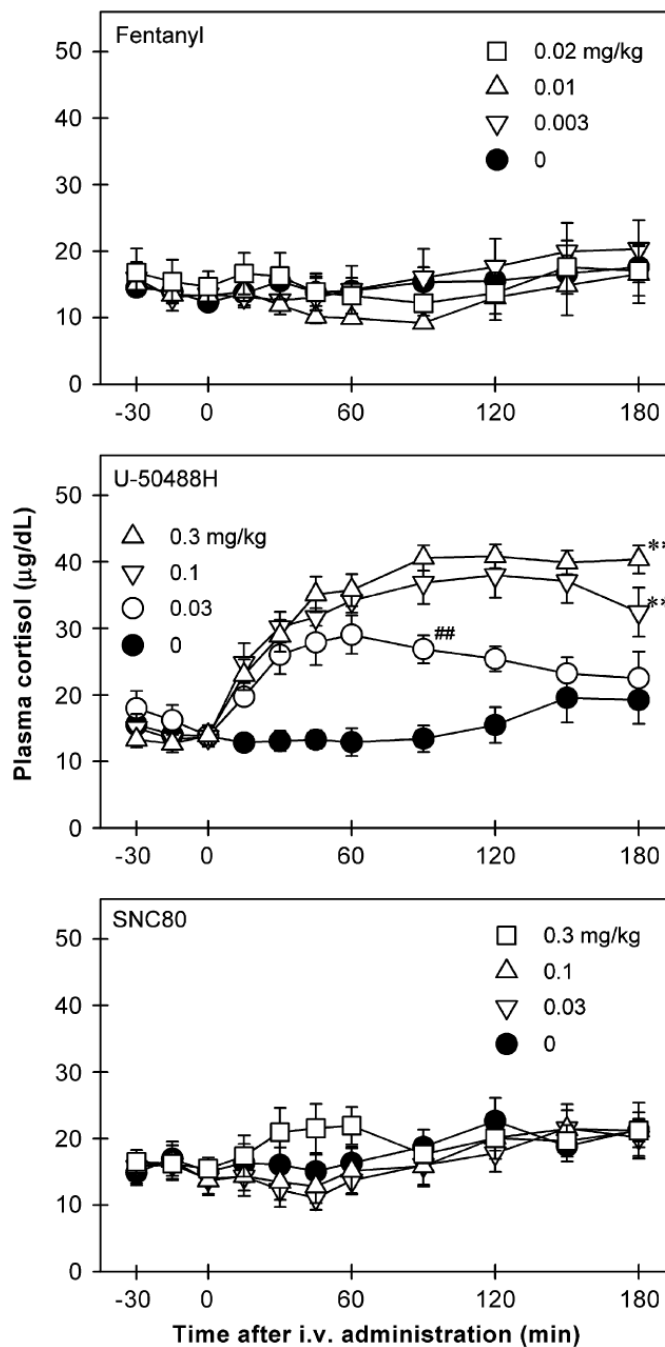 Fentanyl
0.02 mg/kg
0.01
0.003
0
50
40
30
20
10
0
-30 0 60 120 180
U-50488H
0.3 mg/kg
0.1
0.03
0
50
40
30
20
10
0
**
**
##
-30 0 60 120 180
Plasma cortisol (µg/dL)
SNC80
0.3 mg/kg
0.1
0.03
0
50
40
30
20
10
0
-30 0 60 120 180
Time after i.v. administration (min)